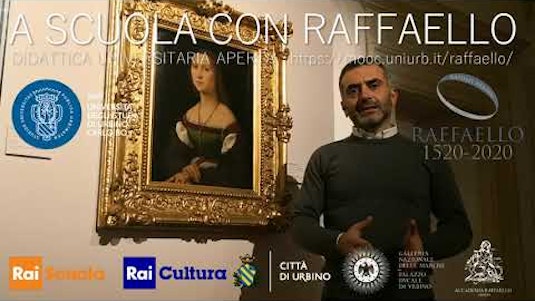 A SCUOLA CON RAFFAELLO
DIDATTICA UNIVERSITARIA APERTA https://mooc.uniurb.it/raffaello/
UNIVERSITÀ
DEGLI STUDI
DI URBINO
CARLO BO
RAFFAELLO
1520-2020
Rai Scuola
Rai Cultura
CITTÀ
DI URBINO
GALLERIA
NAZIONALE
DELLE MARCHE
PALAZZO
DUCALE
DI URBINO
ACCADEMIA RAFFAELLO